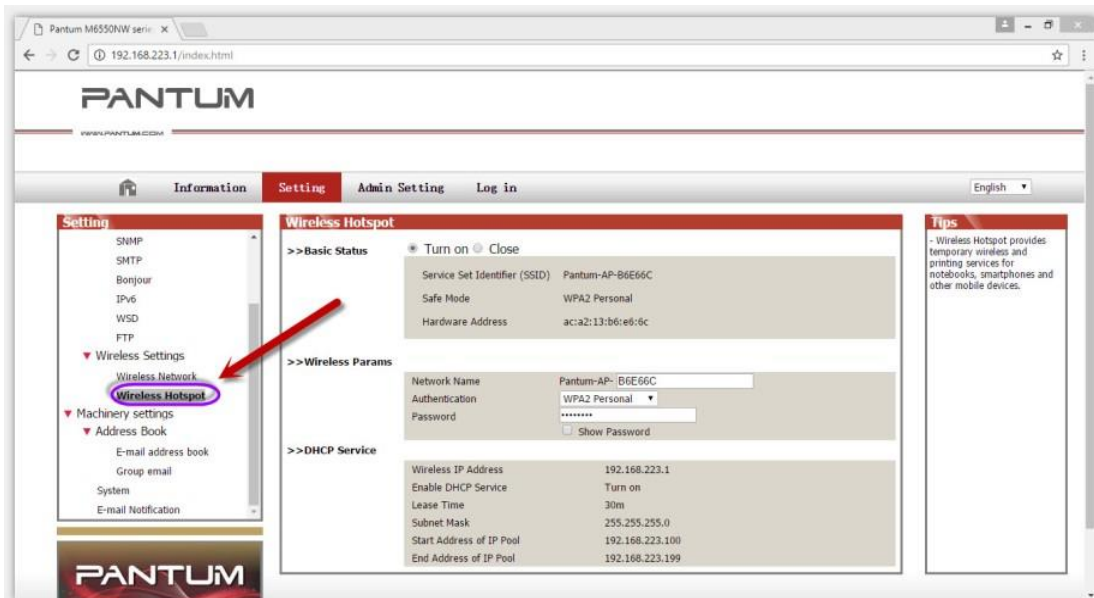 Pantum M6550NW serie
192.168.223.1/index.html
PANTUM
WWW.PANTUM.COM
Information Setting Admin Setting Log in English
Setting
SNMP
SMTP
Bonjour
IPv6
WSD
FTP
Wireless Settings
Wireless Network
Wireless Hotspot
Machinery settings
Address Book
E-mail address book
Group email
System
E-mail Notification
PANTUM
Wireless Hotspot
>>Basic Status Turn on Close
Service Set Identifier (SSID) Pantum-AP-B6E66C
Safe Mode WPA2 Personal
Hardware Address ac:a2:13:b6:e6:6c
>>Wireless Params
Network Name Pantum-AP- B6E66C
Authentication WPA2 Personal
Password ••••••••
Show Password
>>DHCP Service
Wireless IP Address 192.168.223.1
Enable DHCP Service Turn on
Lease Time 30m
Subnet Mask 255.255.255.0
Start Address of IP Pool 192.168.223.100
End Address of IP Pool 192.168.223.199
Tips
- Wireless Hotspot provides
temporary wireless and
printing services for
notebooks, smartphones and
other mobile devices.